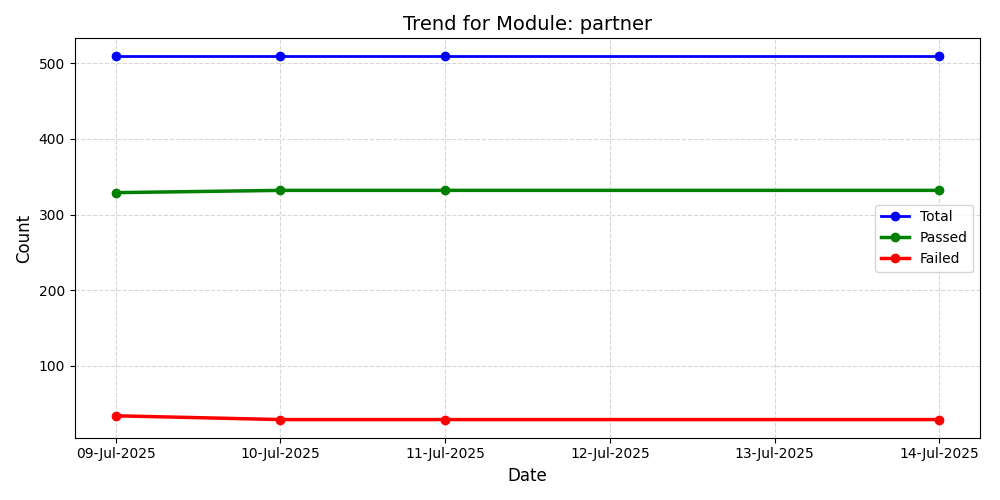 Trend for Module: partner
500
400
300
200
100
Count
Total
Passed
Failed
09-Jul-2025 10-Jul-2025 11-Jul-2025 12-Jul-2025 13-Jul-2025 14-Jul-2025
Date